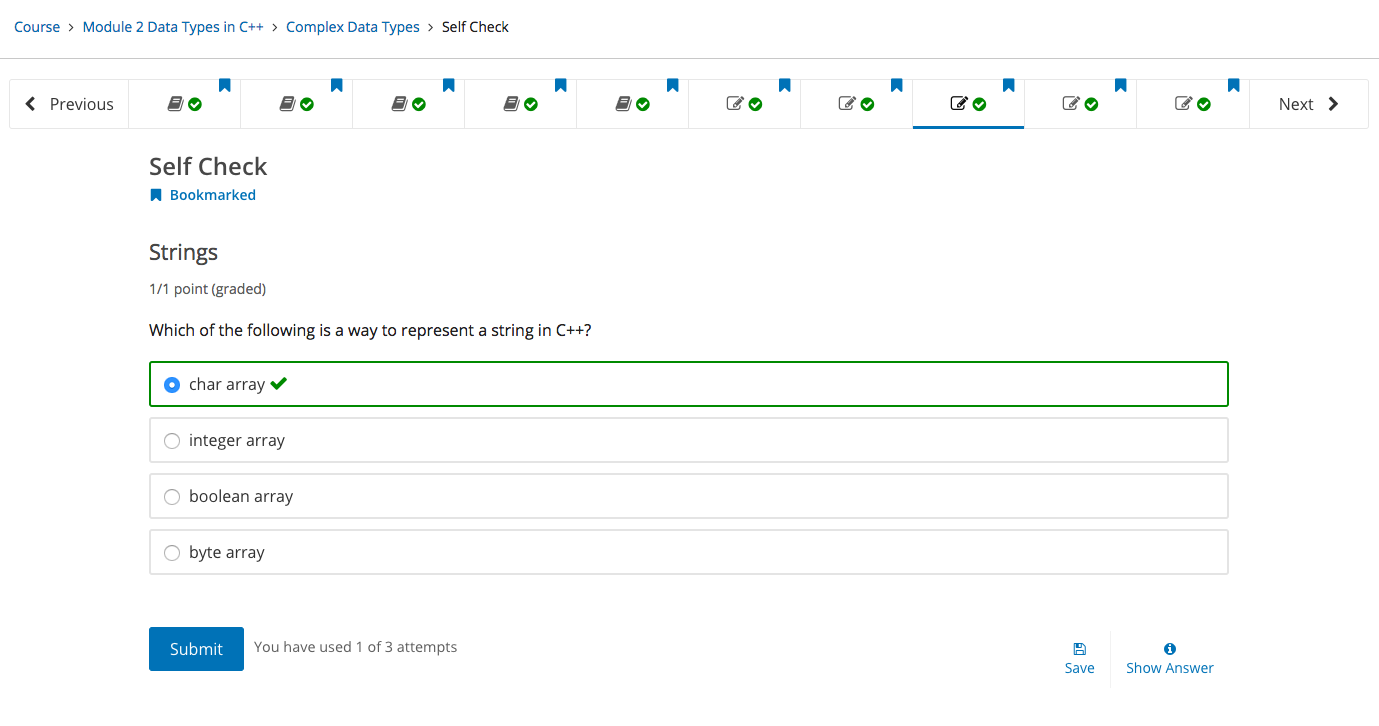 Course > Module 2 Data Types in C++ > Complex Data Types > Self Check
Previous
Next
Self Check
Bookmarked
Strings
1/1 point (graded)
Which of the following is a way to represent a string in C++?
char array
integer array
boolean array
byte array
Submit
You have used 1 of 3 attempts
Save
Show Answer